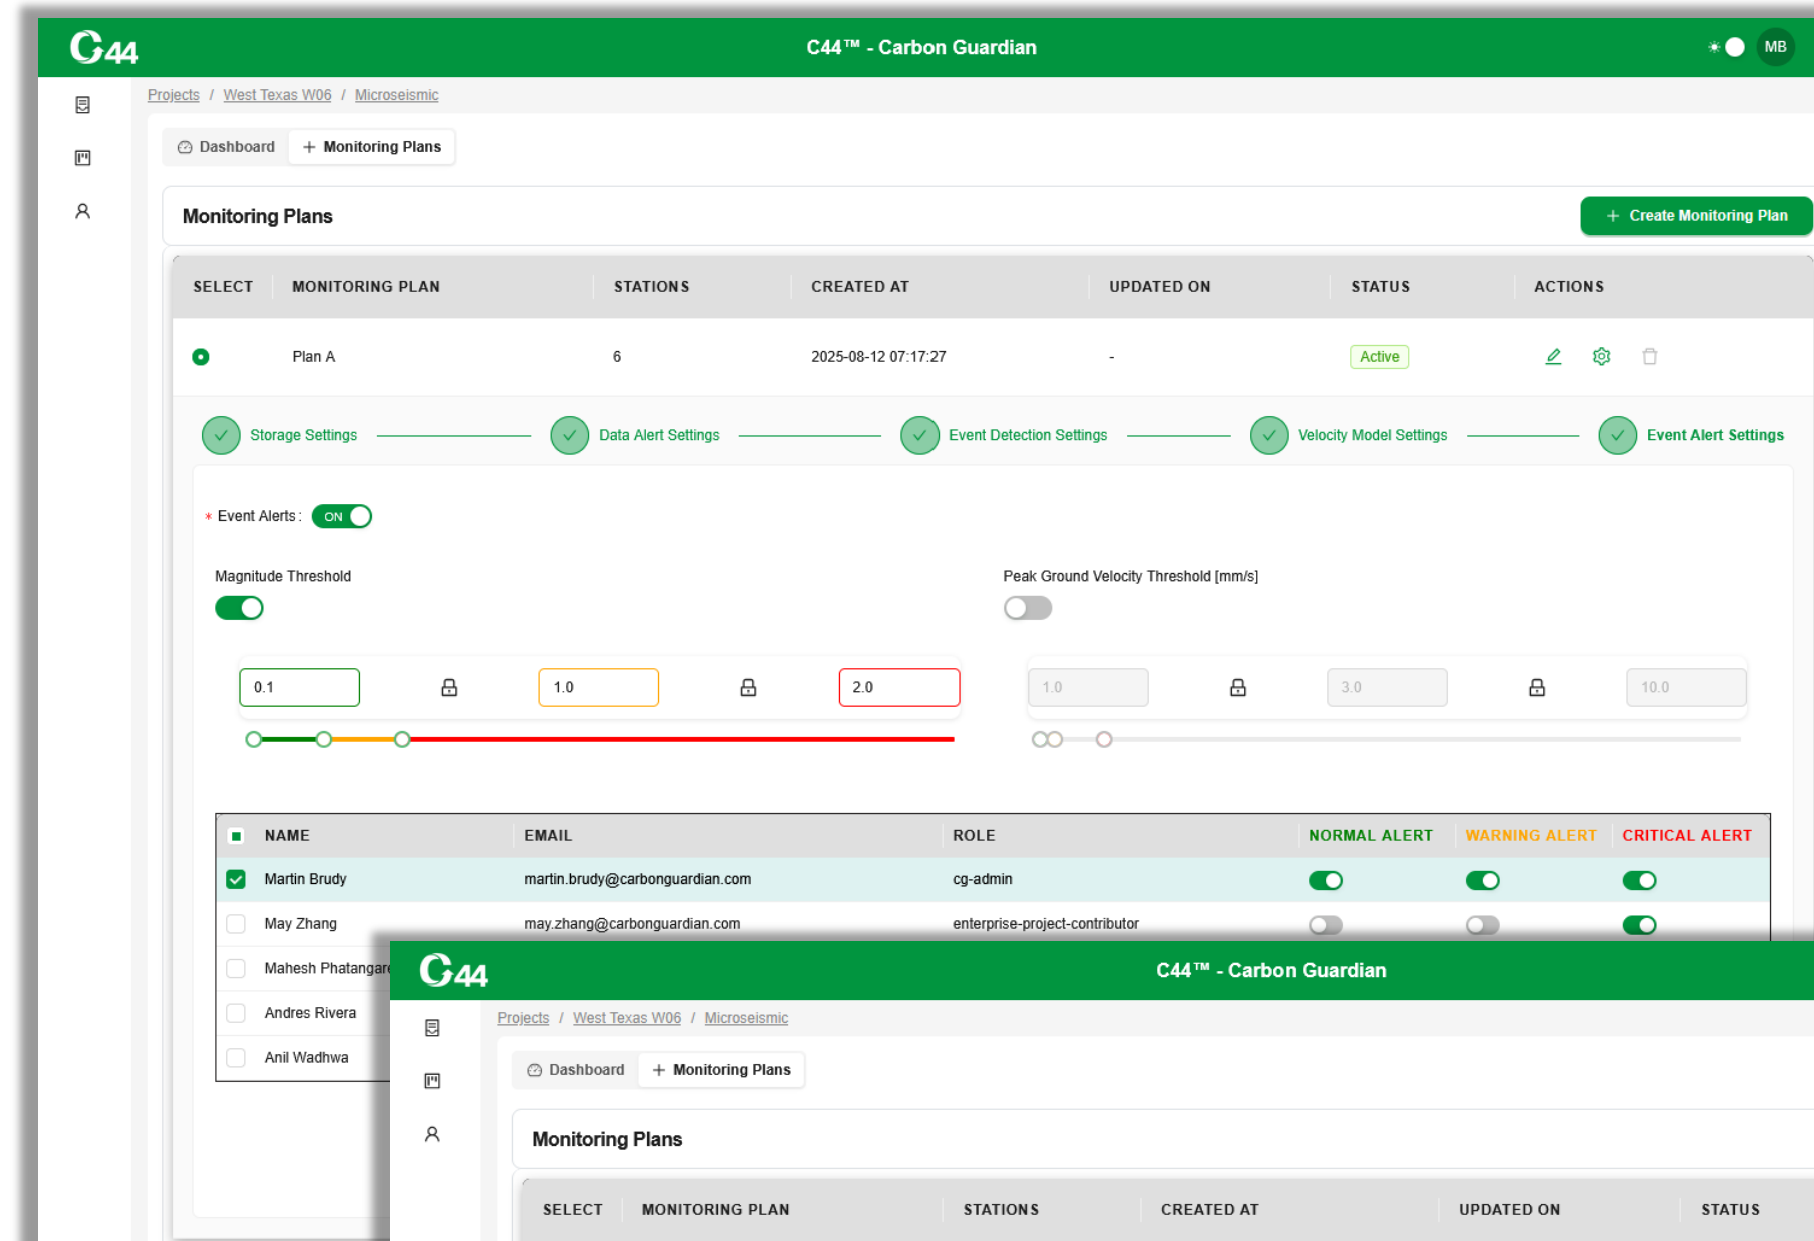 C44
C44™ - Carbon Guardian
MB
Projects / West Texas W06 / Microseismic
Dashboard
+ Monitoring Plans
Monitoring Plans
+ Create Monitoring Plan
SELECT MONITORING PLAN STATIONS CREATED AT UPDATED ON STATUS ACTIONS
Plan A 6 2025-08-12 07:17:27 - Active
Storage Settings Data Alert Settings Event Detection Settings Velocity Model Settings Event Alert Settings
* Event Alerts: ON
Magnitude Threshold
Peak Ground Velocity Threshold [mm/s]
0.1 1.0 2.0
1.0 3.0 10.0
NAME EMAIL ROLE NORMAL ALERT WARNING ALERT CRITICAL ALERT
Martin Brudy martin.brudy@carbonguardian.com cg-admin
May Zhang may.zhang@carbonguardian.com enterprise-project-contributor
Mahesh
Andres Rivera
Anil Wadhwa
C44
C44™ - Carbon Guardian
Projects / West Texas W06 / Microseismic
Dashboard
+ Monitoring Plans
Monitoring Plans
SELECT MONITORING PLAN STATIONS CREATED AT UPDATED ON STATUS